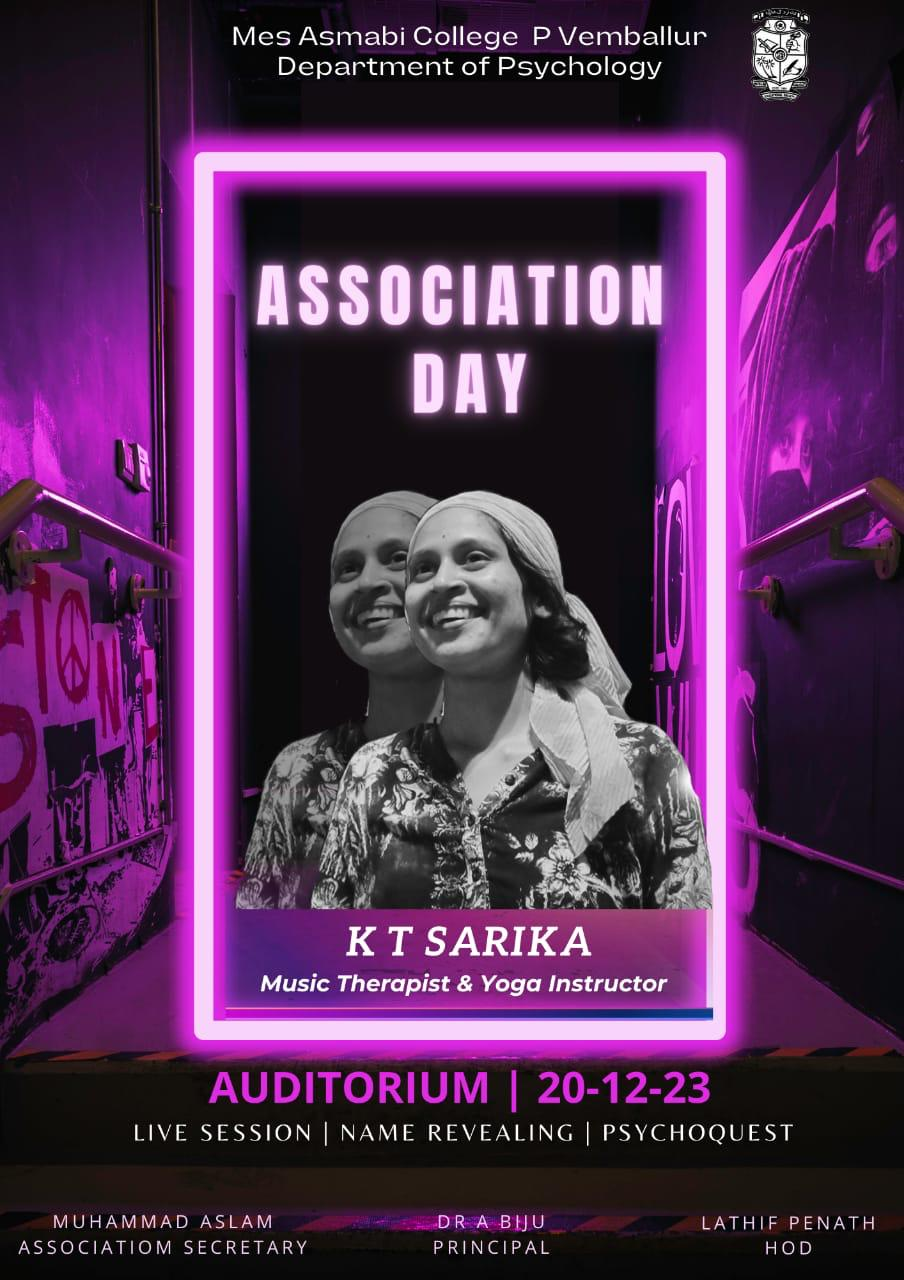 Mes Asmabi College P Vemballur
Department of Psychology
ASSOCIATION
DAY
STONE
K T SARIKA
Music Therapist & Yoga Instructor
AUDITORIUM | 20-12-23
LIVE SESSION | NAME REVEALING | PSYCHOQUEST
MUHAMMAD ASLAM
ASSOCIATIOM SECRETARY
DR A BIJU
PRINCIPAL
LATHIF PENATH
HOD